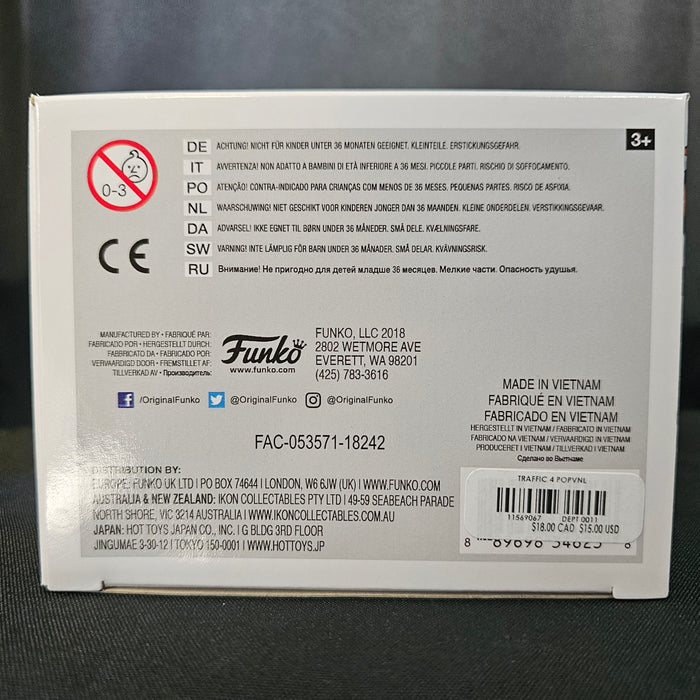 3+
0-3
DE ACHTUNG! NICHT FÜR KINDER UNTER 36 MONATEN GEEIGNET. KLEINTEILE. ERSTICKUNGSGEFAHR.
IT AVVERTENZA! NON ADATTO A BAMBINI DI ETÀ INFERIORE A 36 MESI. PICCOLE PARTI. RISCHIO DI SOFFOCAMENTO.
PO ATENÇÃO! CONTRA-INDICADO PARA CRIANÇAS COM MENOS DE 36 MESES. PEQUENAS PARTES. RISCO DE ASFIXIA.
NL WAARSCHUWING! NIET GESCHIKT VOOR KINDEREN JONGER DAN 36 MAANDEN. KLEINE ONDERDELEN. VERSTIKKINGSGEVAAR.
DA ADVARSEL! IKKE EGNET TIL BØRN UNDER 36 MÅNEDER. SMÅ DELE. KVÆLNINGSFARE.
SW VARNING! INTE LÄMPLIG FÖR BARN UNDER 36 MÅNADER. SMÅ DELAR. KVÄVNINGSRISK.
RU Внимание! Не пригодно для детей младше 36 месяцев. Мелкие части. Опасность удушья.
CE
MANUFACTURED BY • FABRIQUÉ PAR:
FABRICADO POR • HERGESTELLT DURCH:
FABBRICATO DA • FABRICADO POR:
VERVAARDIGD DOOR • FREMSTILLET AF:
TILLVERKAD AV • Производитель:
Funko
www.funko.com
FUNKO, LLC 2018
2802 WETMORE AVE
EVERETT, WA 98201
(425) 783-3616
/OriginalFunko @OriginalFunko @OriginalFunko
FAC-053571-18242
MADE IN VIETNAM
FABRIQUÉ EN VIETNAM
FABRICADO EN VIETNAM
HERGESTELLT IN VIETNAM / FABBRICATO IN VIETNAM
FABRICADO NA VIETNAM / VERVAARDIGD IN VIETNAM
PRODUCERET I VIETNAM / TILLVERKAD I VIETNAM
Сделано во Вьетнаме
DISTRIBUTION BY:
EUROPE: FUNKO UK LTD | PO BOX 74644 | LONDON, W6 6JW (UK) | WWW.FUNKO.COM
AUSTRALIA & NEW ZEALAND: IKON COLLECTABLES PTY LTD | 49-59 SEABEACH PARADE
NORTH SHORE, VIC 3214 AUSTRALIA | WWW.IKONCOLLECTABLES.COM.AU
JAPAN: HOT TOYS JAPAN CO., INC. | G BLDG 3RD FLOOR
JINGUMAE 3-30-12 | TOKYO 150-0001 | WWW.HOTTOYS.JP
TRAFFIC 4 POPVNL
11569067 DEPT 0011
$18.00 CAD $15.00 USD
8 89698 34625 8